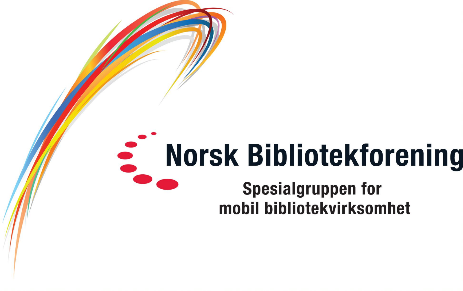 Norsk Bibliotekforening
Spesialgruppen for
mobil bibliotekvirksomhet